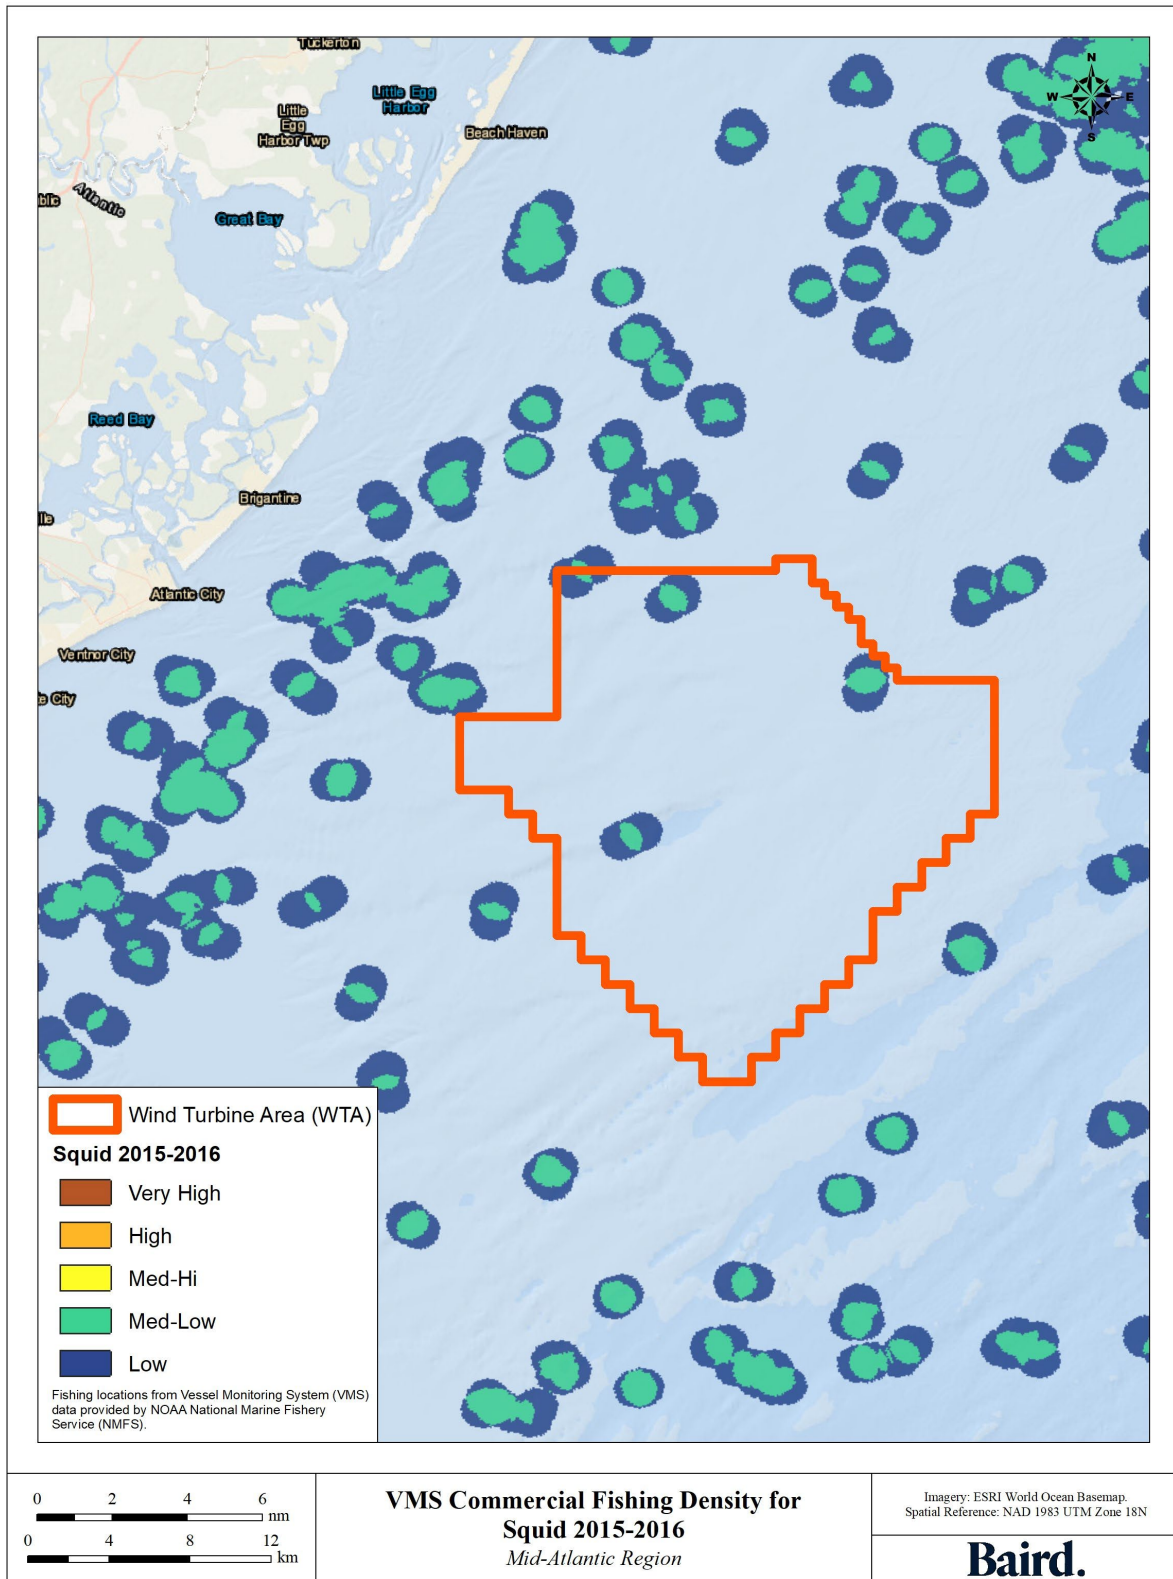 Tuckerton
Little Egg
Harbor
Little
Egg
Harbor Twp
Beach Haven
Atlantic
Great Bay
Reed Bay
Brigantine
Atlantic City
Ventnor City
N
W
E
S
Wind Turbine Area (WTA)
Squid 2015-2016
Very High
High
Med-Hi
Med-Low
Low
Fishing locations from Vessel Monitoring System (VMS)
data provided by NOAA National Marine Fishery
Service (NMFS).
0 2 4 6
nm
0 4 8 12
km
VMS Commercial Fishing Density for
Squid 2015-2016
Mid-Atlantic Region
Imagery: ESRI World Ocean Basemap.
Spatial Reference: NAD 1983 UTM Zone 18N
Baird.